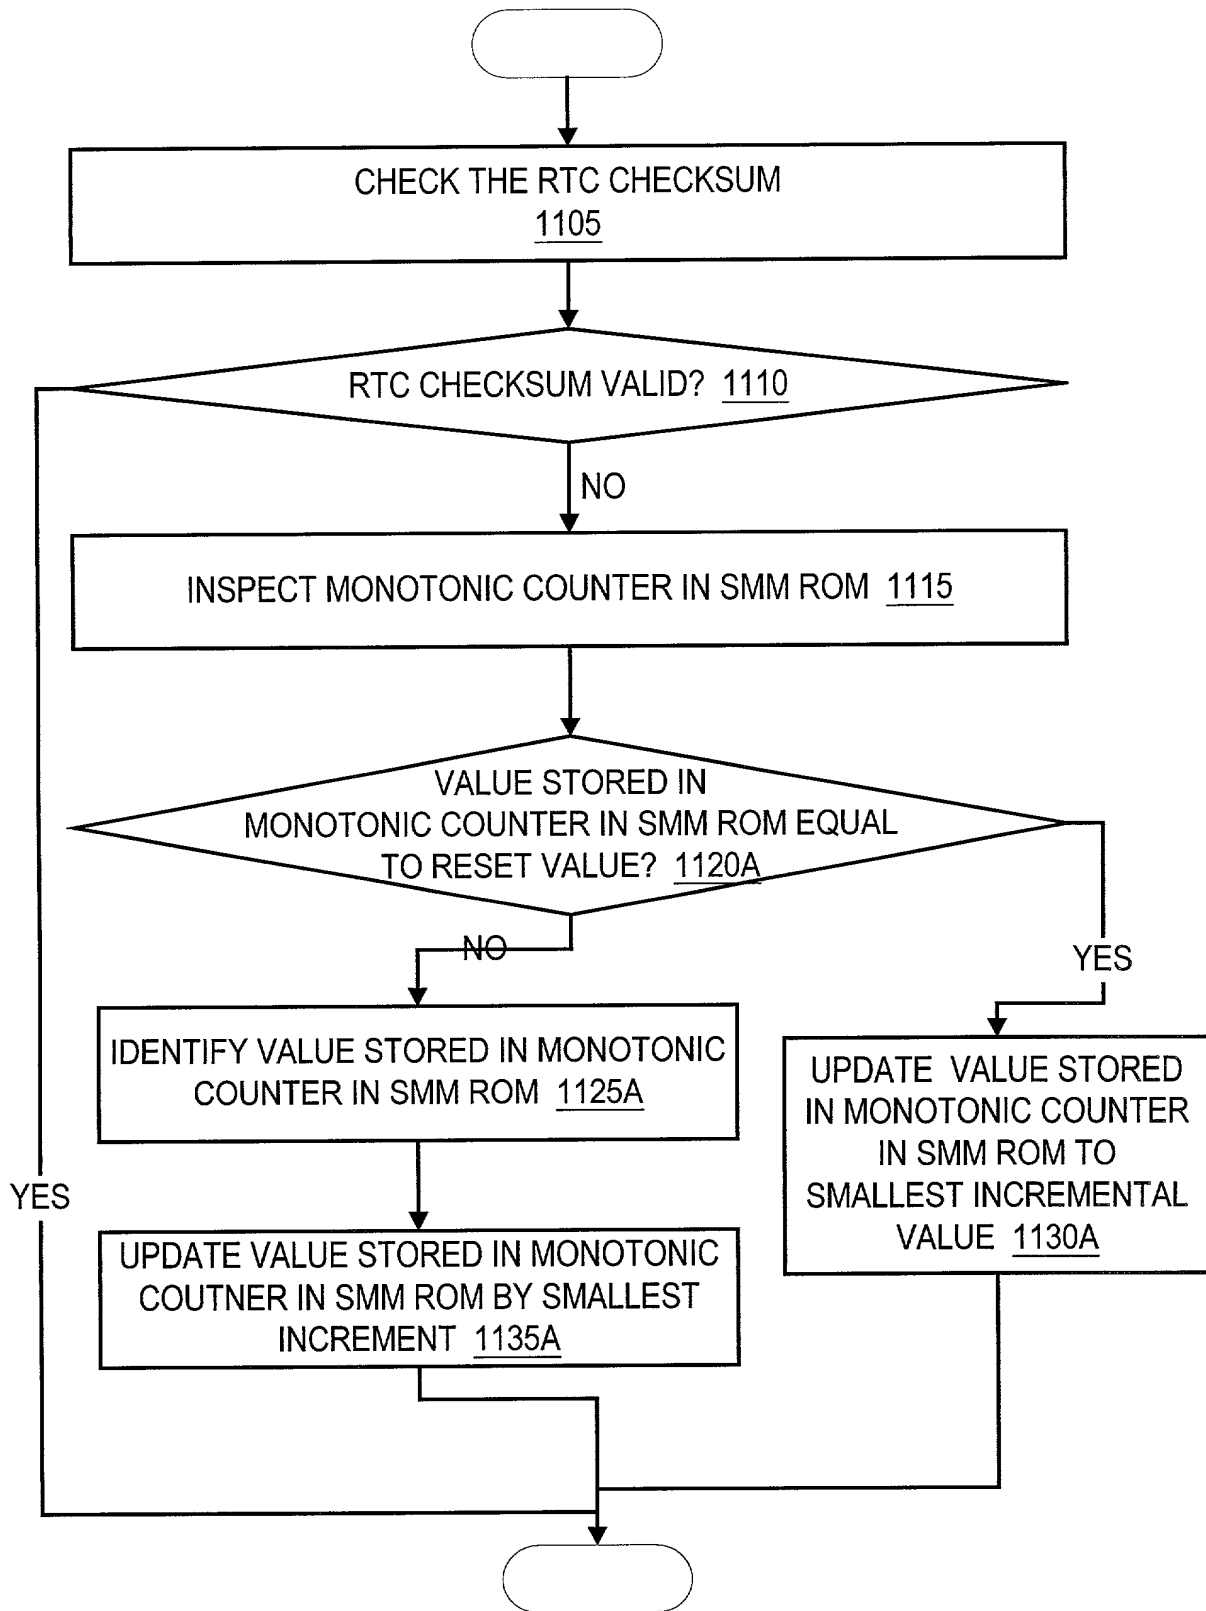 CHECK THE RTC CHECKSUM
1105
RTC CHECKSUM VALID? 1110
NO
INSPECT MONOTONIC COUNTER IN SMM ROM 1115
VALUE STORED IN
MONOTONIC COUNTER IN SMM ROM EQUAL
TO RESET VALUE? 1120A
NO
YES
IDENTIFY VALUE STORED IN MONOTONIC
COUNTER IN SMM ROM 1125A
UPDATE VALUE STORED
IN MONOTONIC COUNTER
IN SMM ROM TO
SMALLEST INCREMENTAL
VALUE 1130A
YES
UPDATE VALUE STORED IN MONOTONIC
COUTNER IN SMM ROM BY SMALLEST
INCREMENT 1135A